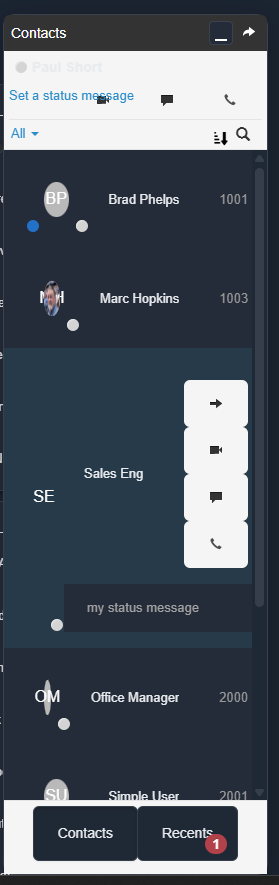 Contacts
Paul Short
Set a status message
All
BP Brad Phelps 1001
Marc Hopkins 1003
Sales Eng
SE
my status message
OM Office Manager 2000
SU Simple User 2001
Contacts Recents 1